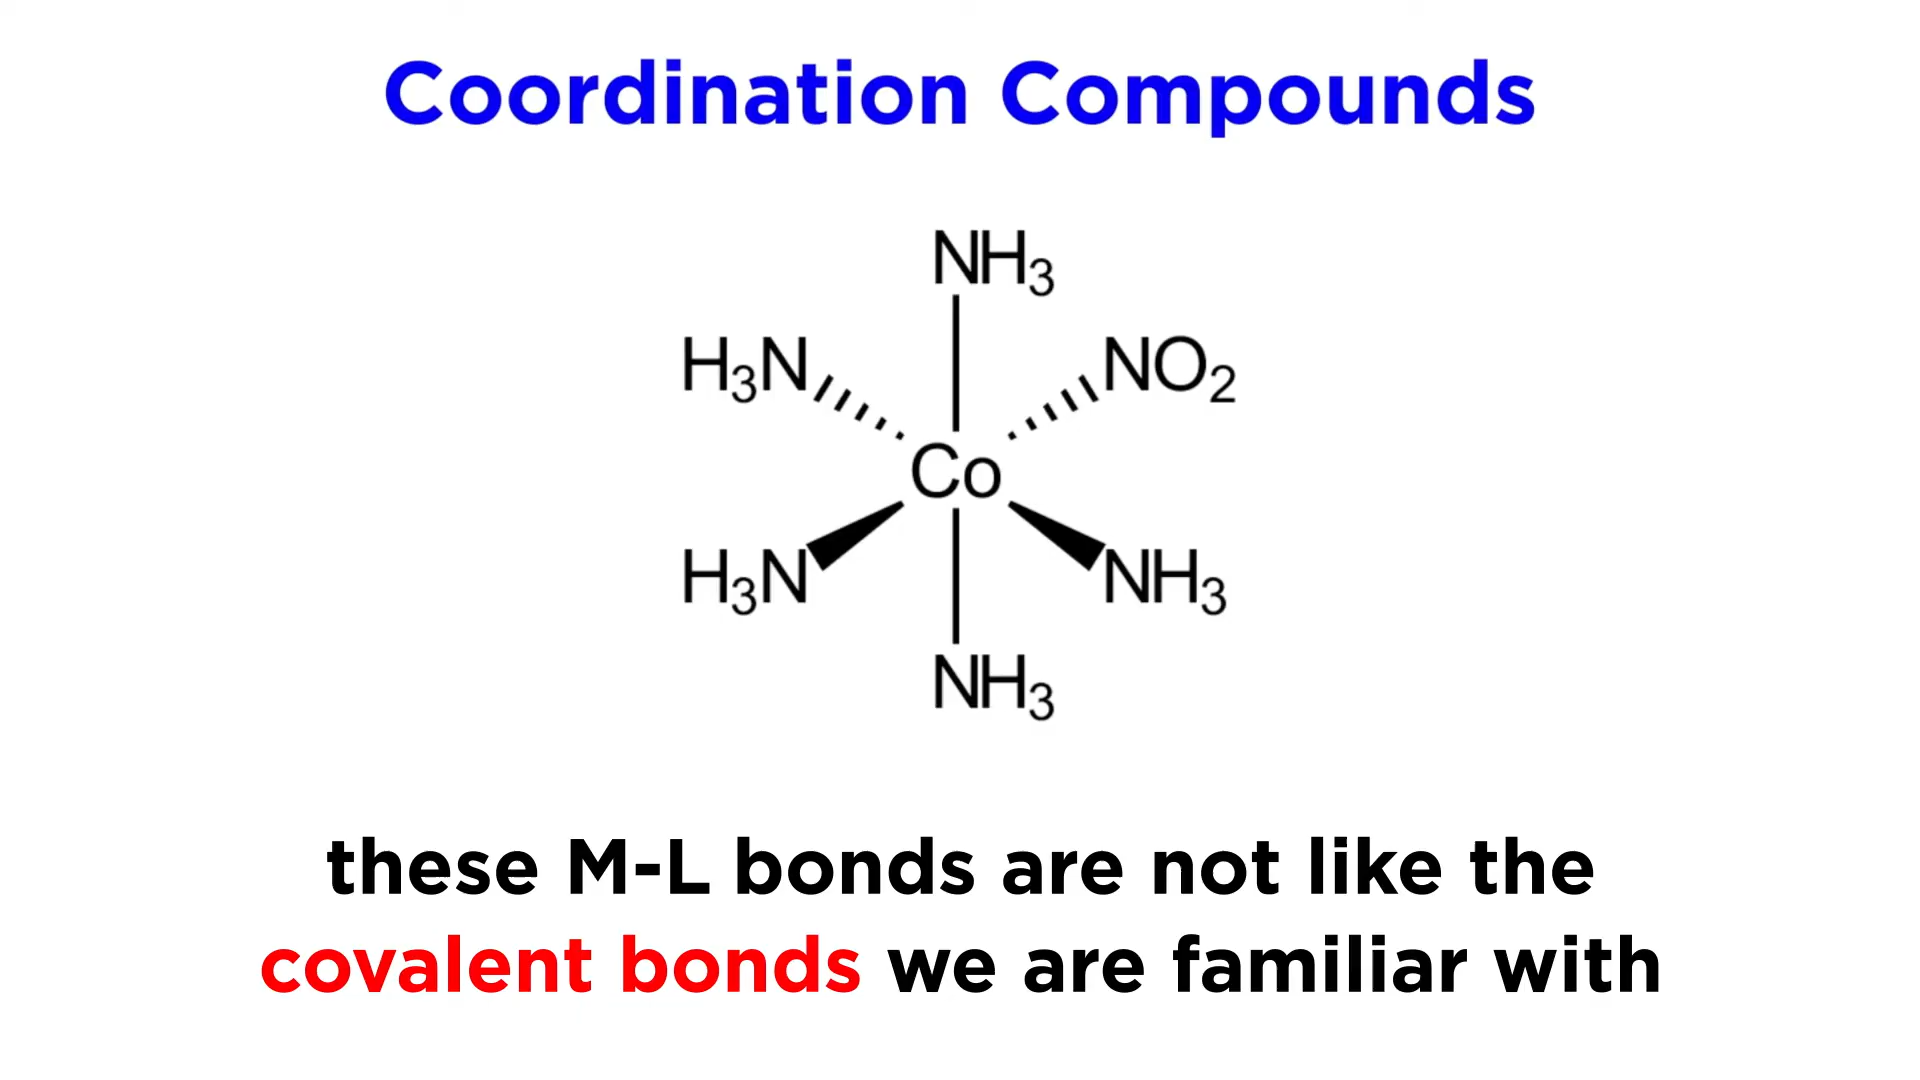 Coordination Compounds
NH₃
H₃N
NO₂
Co
H₃N
NH₃
NH₃
these M-L bonds are not like the
covalent bonds we are familiar with